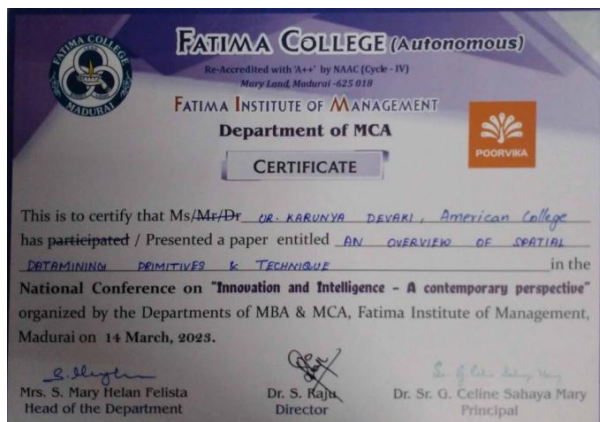 FATIMA COLLEGE (Autonomous)
Re-Accredited with 'A++' by NAAC (Cycle - IV)
Mary Land, Madurai -625 018
FATIMA INSTITUTE OF MANAGEMENT
Department of MCA
CERTIFICATE
FATIMA COLLEGE
MADURAI
POORVIKA
This is to certify that Ms/Mr/Dr UR. KARUNYA DEVAKI, American College
has participated / Presented a paper entitled AN OVERVIEW OF SPATIAL
DATAMINING PRIMITIVES & TECHNIQUE in the
National Conference on "Innovation and Intelligence - A contemporary perspective"
organized by the Departments of MBA & MCA, Fatima Institute of Management,
Madurai on 14 March, 2023.
Mrs. S. Mary Helan Felista
Head of the Department
Dr. S. Raju
Director
Dr. Sr. G. Celine Sahaya Mary
Principal